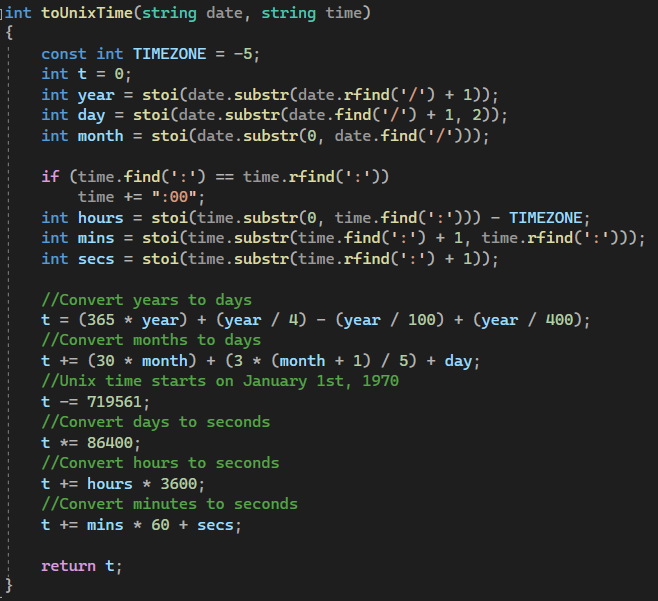 int toUnixTime(string date, string time)
{
    const int TIMEZONE = -5;
    int t = 0;
    int year = stoi(date.substr(date.rfind('/') + 1));
    int day = stoi(date.substr(date.find('/') + 1, 2));
    int month = stoi(date.substr(0, date.find('/')));

    if (time.find(':') == time.rfind(':'))
        time += ":00";
    int hours = stoi(time.substr(0, time.find(':'))) - TIMEZONE;
    int mins = stoi(time.substr(time.find(':') + 1, time.rfind(':')));
    int secs = stoi(time.substr(time.rfind(':') + 1));

    //Convert years to days
    t = (365 * year) + (year / 4) - (year / 100) + (year / 400);
    //Convert months to days
    t += (30 * month) + (3 * (month + 1) / 5) + day;
    //Unix time starts on January 1st, 1970
    t -= 719561;
    //Convert days to seconds
    t *= 86400;
    //Convert hours to seconds
    t += hours * 3600;
    //Convert minutes to seconds
    t += mins * 60 + secs;

    return t;
}